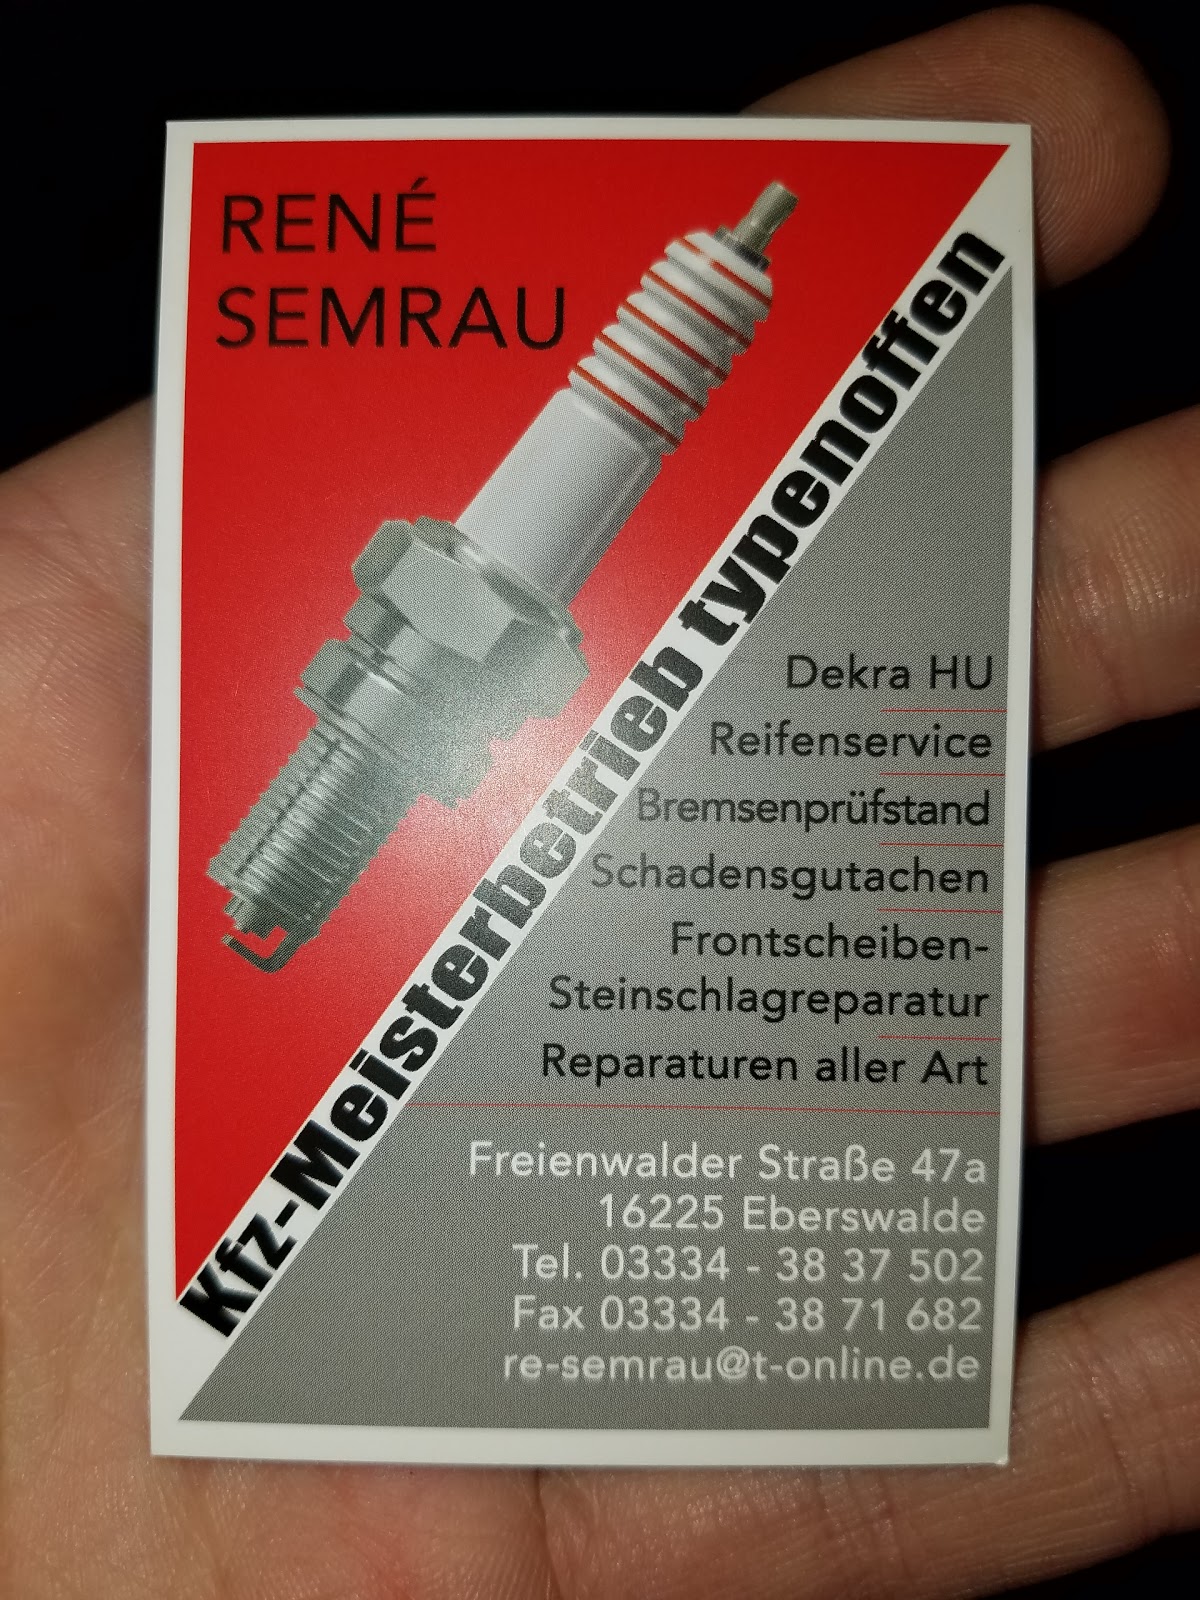 RENÉ
SEMRAU
Kfz-Meisterbetrieb typenoffen
Dekra HU
Reifenservice
Bremsenprüfstand
Schadensgutachen
Frontscheiben-
Steinschlagreparatur
Reparaturen aller Art
Freienwalder Straße 47a
16225 Eberswalde
Tel. 03334 - 38 37 502
Fax 03334 - 38 71 682
re-semrau@t-online.de